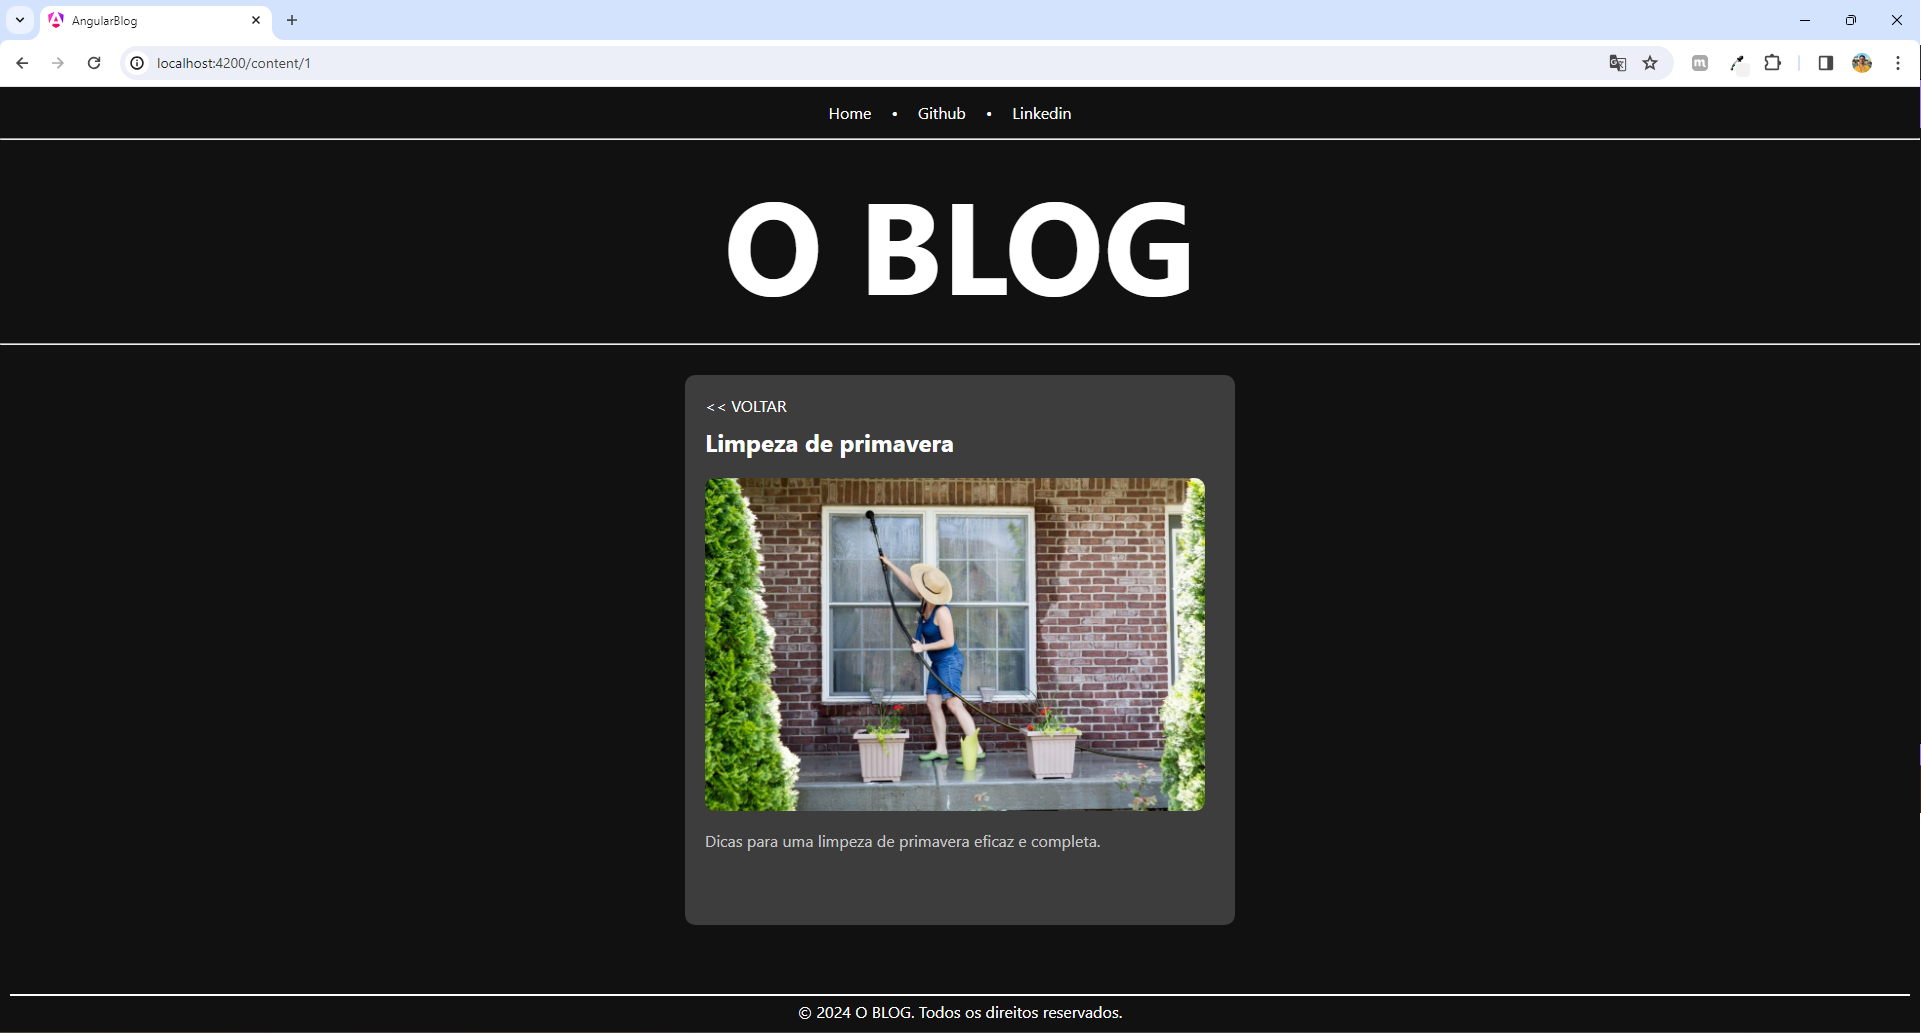 AngularBlog
localhost:4200/content/1
Home • Github • Linkedin
O BLOG
<< VOLTAR
Limpeza de primavera
Dicas para uma limpeza de primavera eficaz e completa.
© 2024 O BLOG. Todos os direitos reservados.